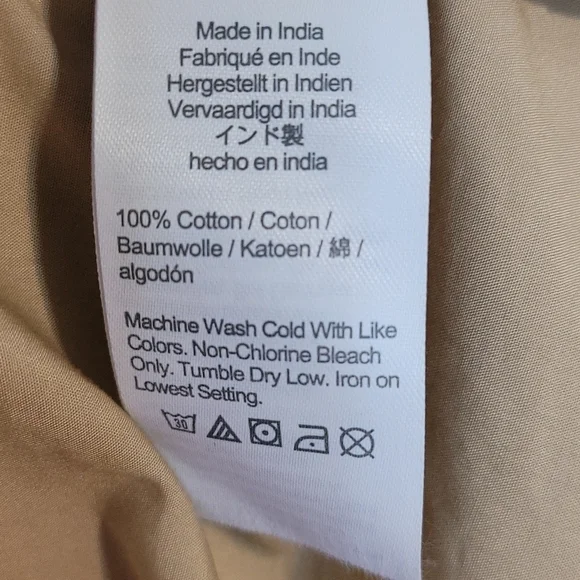 Made in India
Fabriqué en Inde
Hergestellt in Indien
Vervaardigd in India
インド製
hecho en india
100% Cotton / Coton /
Baumwolle / Katoen / 綿 /
algodón
Machine Wash Cold With Like
Colors. Non-Chlorine Bleach
Only. Tumble Dry Low. Iron on
Lowest Setting.
30